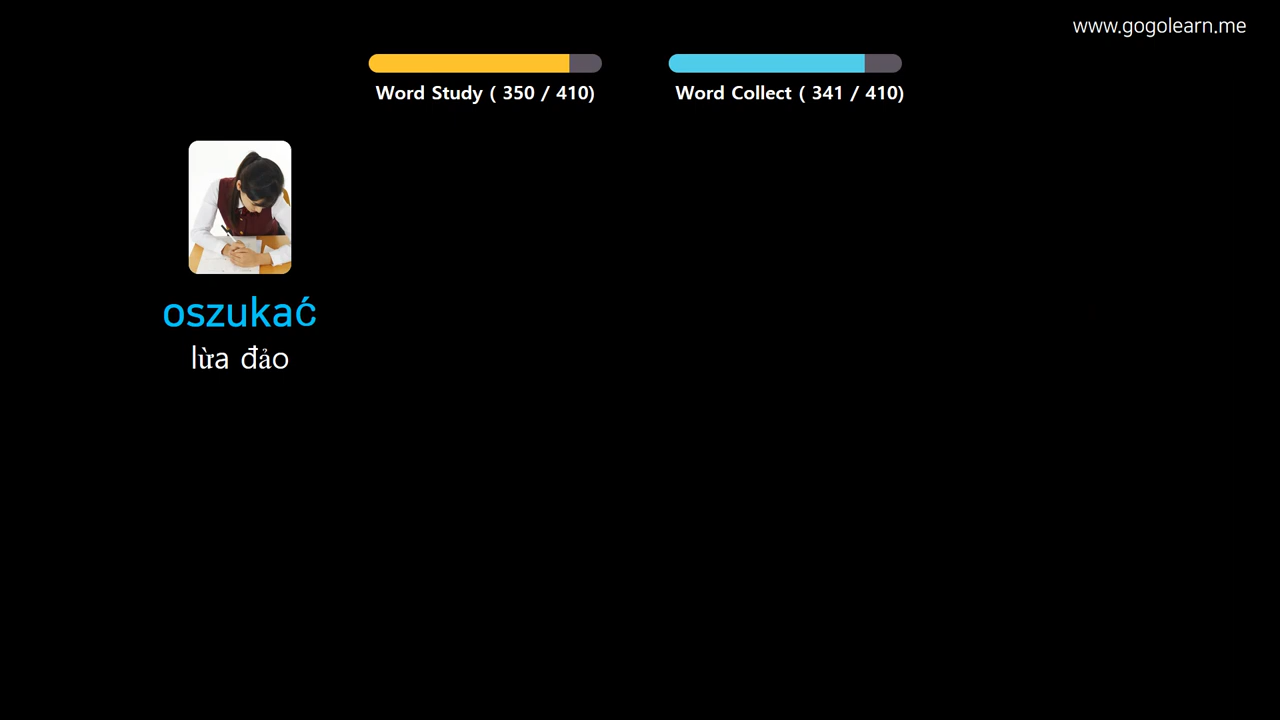 www.gogolearn.me
Word Study ( 350 / 410)
Word Collect ( 341 / 410)
oszukać
lừa đảo